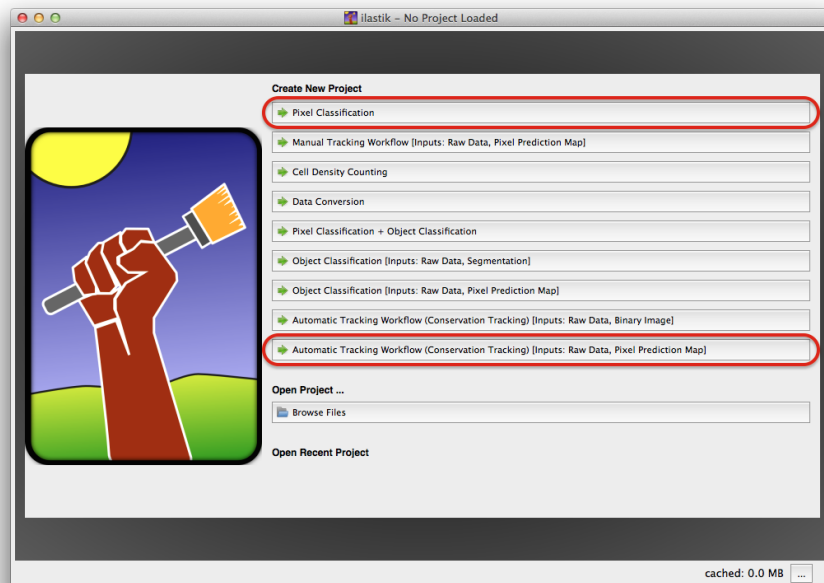 ilastik - No Project Loaded
Create New Project
Pixel Classification
Manual Tracking Workflow [Inputs: Raw Data, Pixel Prediction Map]
Cell Density Counting
Data Conversion
Pixel Classification + Object Classification
Object Classification [Inputs: Raw Data, Segmentation]
Object Classification [Inputs: Raw Data, Pixel Prediction Map]
Automatic Tracking Workflow (Conservation Tracking) [Inputs: Raw Data, Binary Image]
Automatic Tracking Workflow (Conservation Tracking) [Inputs: Raw Data, Pixel Prediction Map]
Open Project ...
Browse Files
Open Recent Project
cached: 0.0 MB ...